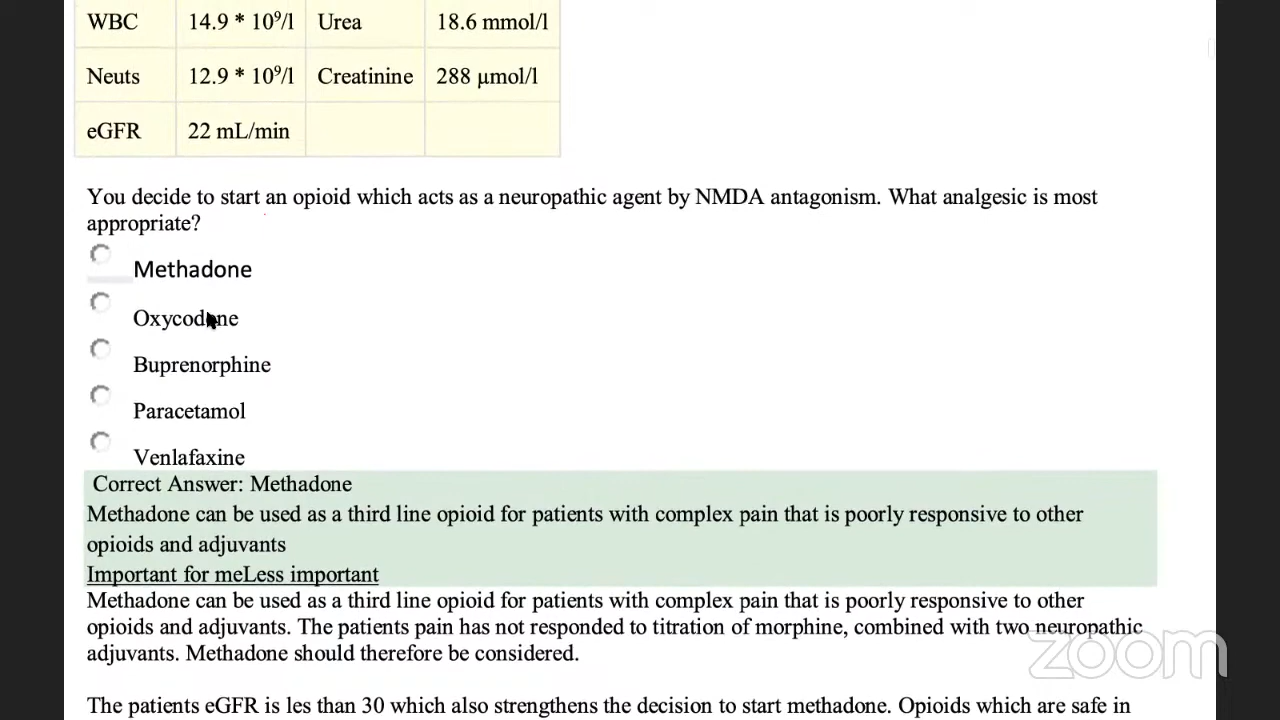 WBC 14.9 * 10⁹/l Urea 18.6 mmol/l
Neuts 12.9 * 10⁹/l Creatinine 288 µmol/l
eGFR 22 mL/min
You decide to start an opioid which acts as a neuropathic agent by NMDA antagonism. What analgesic is most
appropriate?
Methadone
Oxycodone
Buprenorphine
Paracetamol
Venlafaxine
Correct Answer: Methadone
Methadone can be used as a third line opioid for patients with complex pain that is poorly responsive to other
opioids and adjuvants
Important for meLess important
Methadone can be used as a third line opioid for patients with complex pain that is poorly responsive to other
opioids and adjuvants. The patients pain has not responded to titration of morphine, combined with two neuropathic
adjuvants. Methadone should therefore be considered.
zoom
The patients eGFR is les than 30 which also strengthens the decision to start methadone. Opioids which are safe in